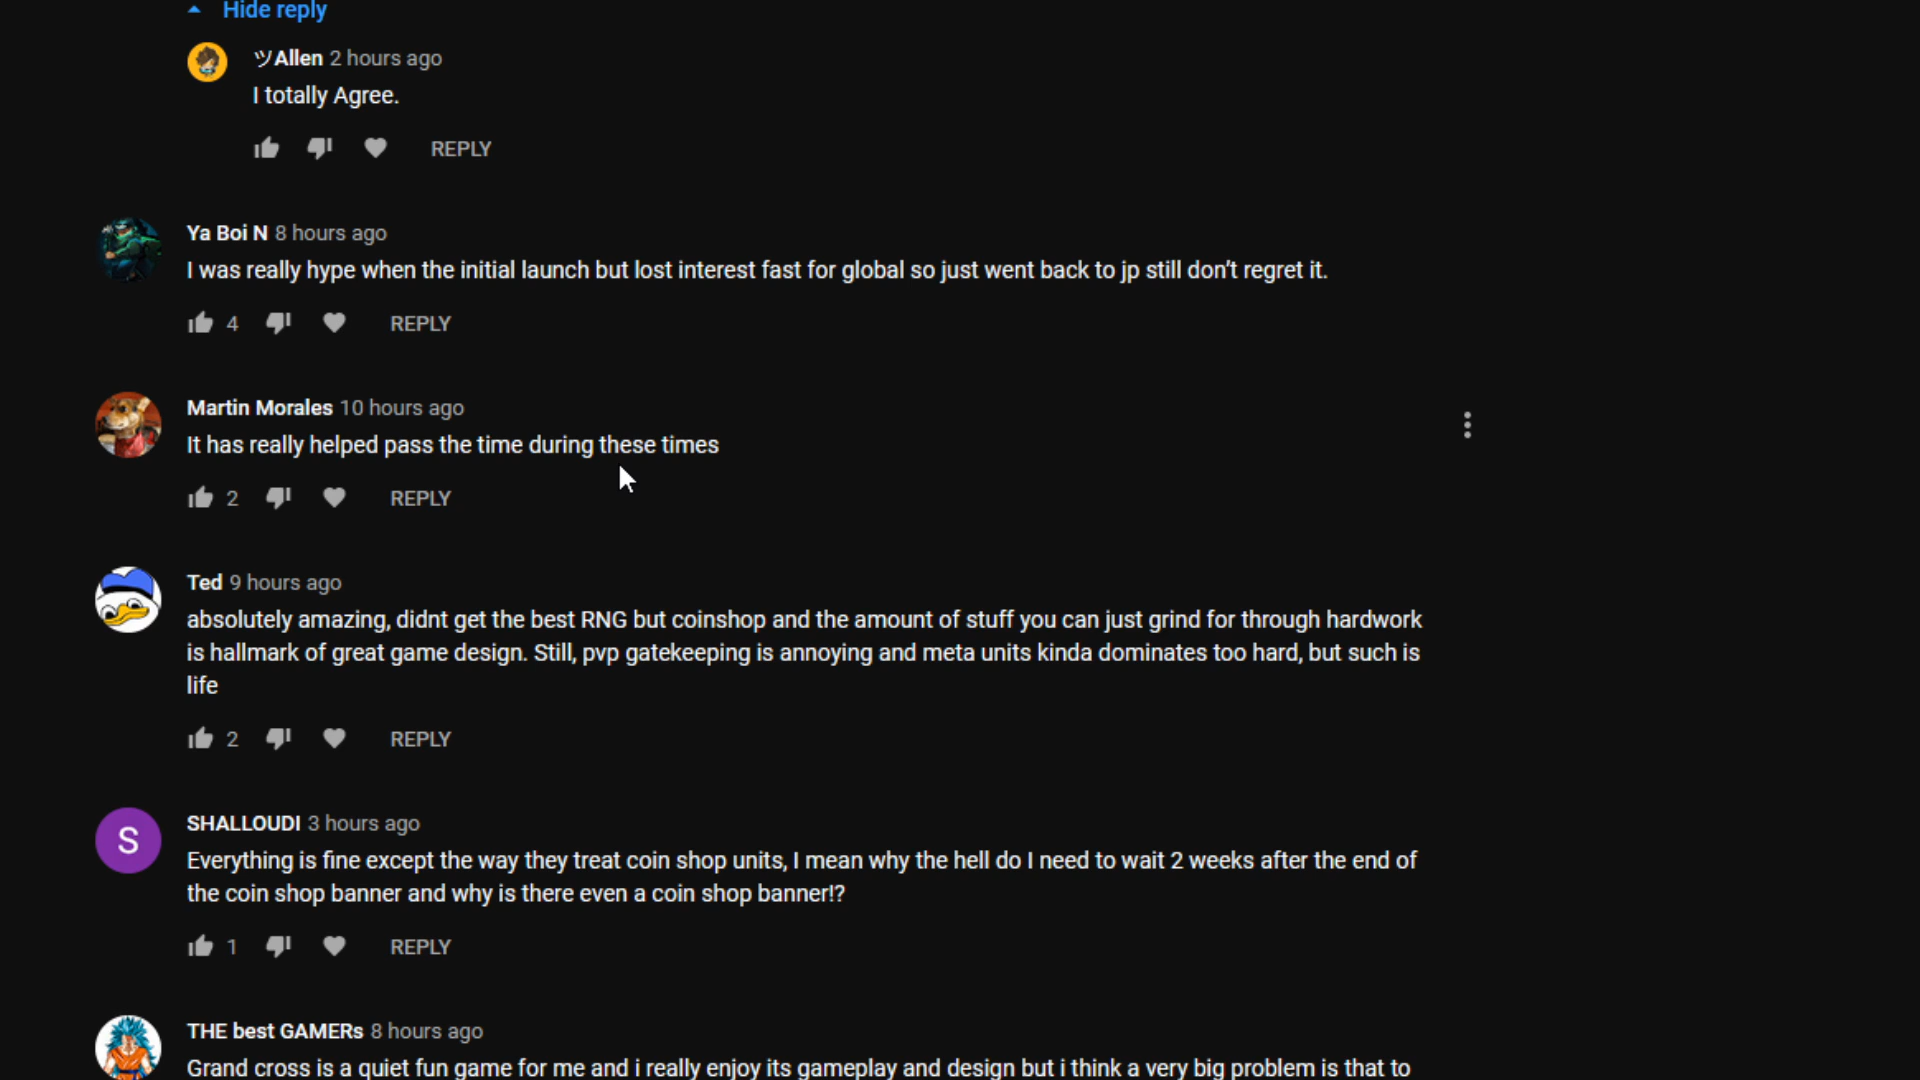 Hide reply
ツAllen 2 hours ago
I totally Agree.
REPLY
Ya Boi N 8 hours ago
I was really hype when the initial launch but lost interest fast for global so just went back to jp still don’t regret it.
4 REPLY
Martin Morales 10 hours ago
It has really helped pass the time during these times
2 REPLY
Ted 9 hours ago
absolutely amazing, didnt get the best RNG but coinshop and the amount of stuff you can just grind for through hardwork
is hallmark of great game design. Still, pvp gatekeeping is annoying and meta units kinda dominates too hard, but such is
life
2 REPLY
S
SHALLOUDI 3 hours ago
Everything is fine except the way they treat coin shop units, I mean why the hell do I need to wait 2 weeks after the end of
the coin shop banner and why is there even a coin shop banner!?
1 REPLY
THE best GAMERs 8 hours ago
Grand cross is a quiet fun game for me and i really enjoy its gameplay and design but i think a very big problem is that to